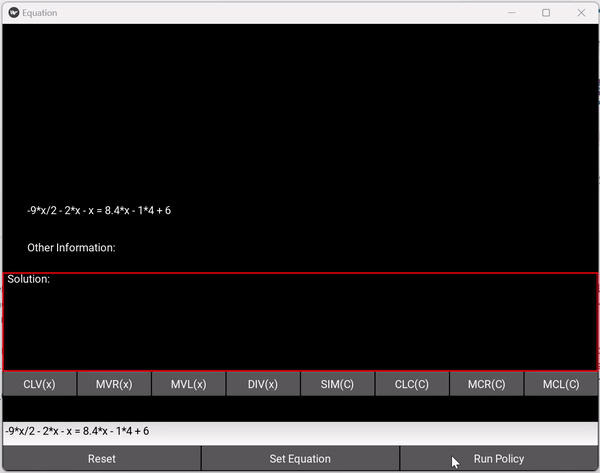 Equation
-9*x/2 - 2*x - x = 8.4*x - 1*4 + 6
Other Information:
Solution:
CLV(x) MVR(x) MVL(x) DIV(x) SIM(C) CLC(C) MCR(C) MCL(C)
-9*x/2 - 2*x - x = 8.4*x - 1*4 + 6
Reset Set Equation Run Policy